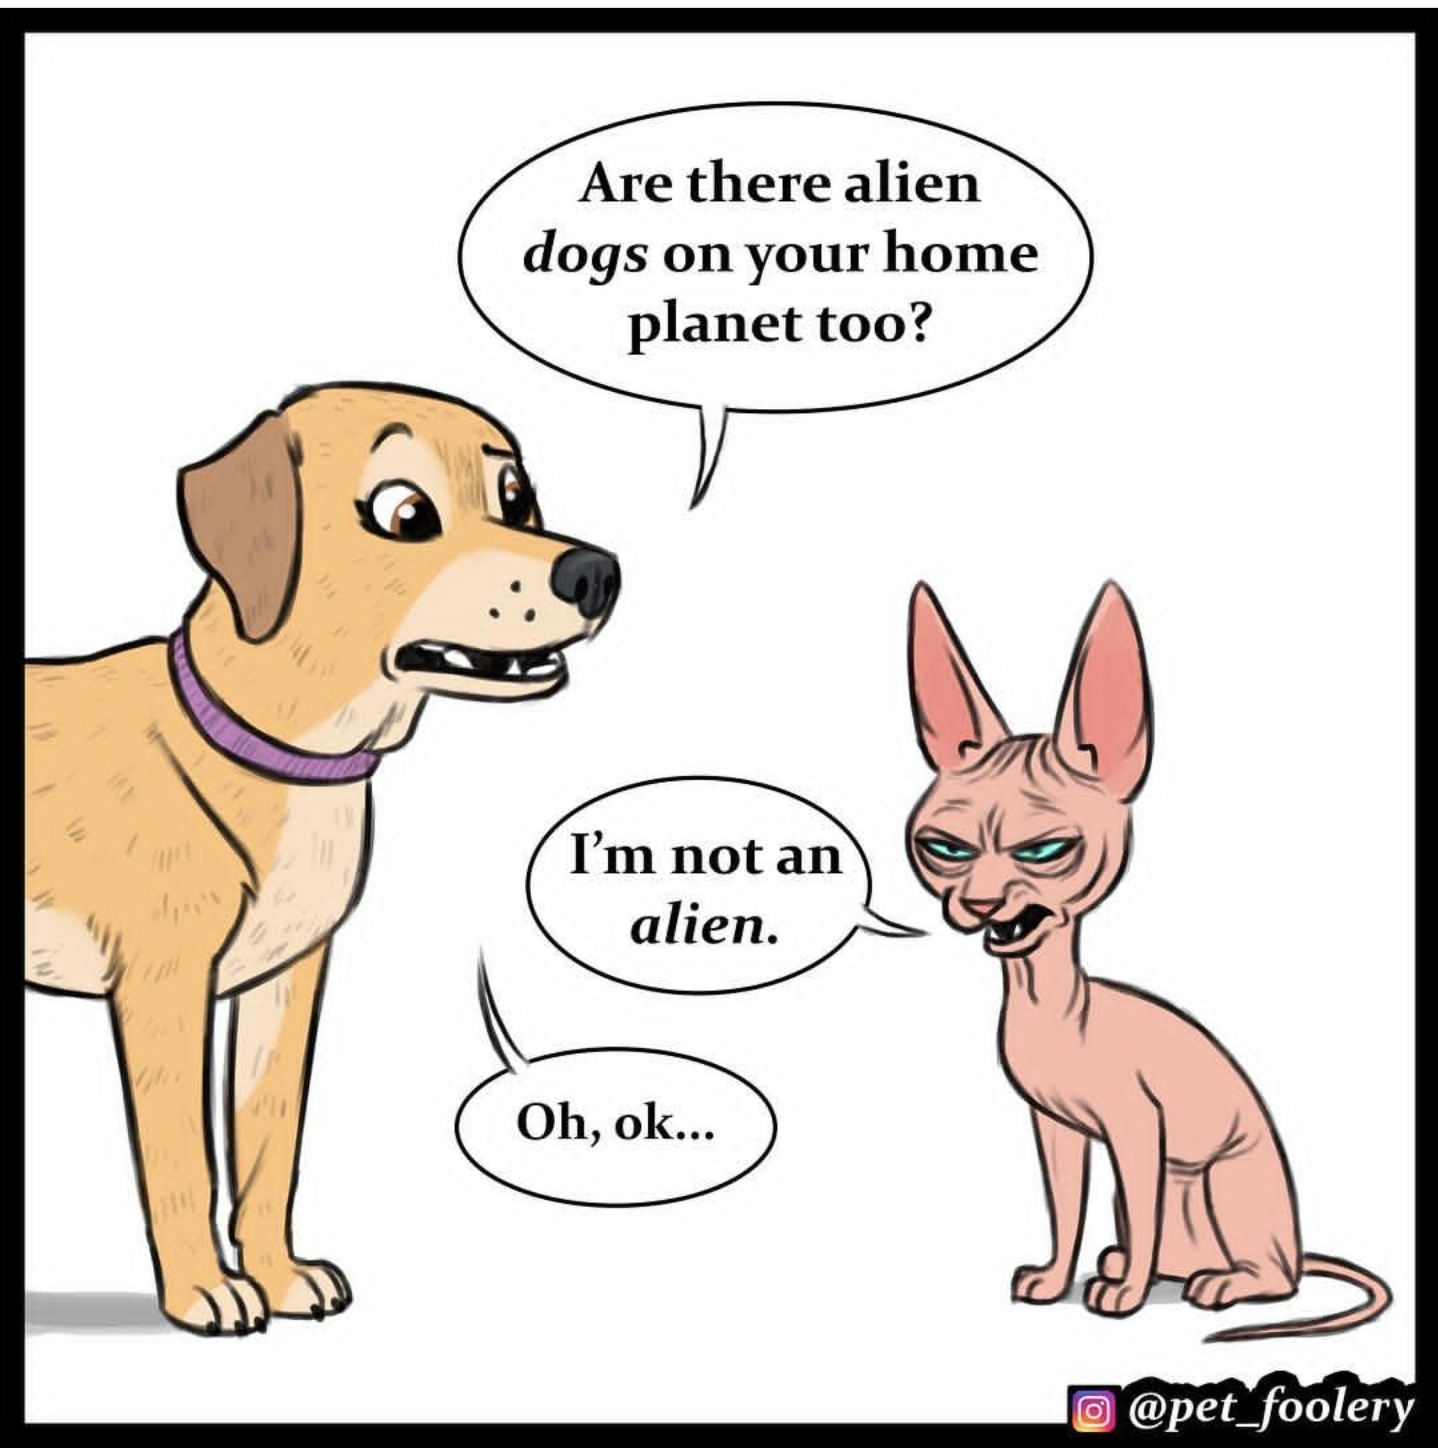 Are there alien
dogs on your home
planet too?
I'm not an
alien.
Oh, ok...
@pet_foolery